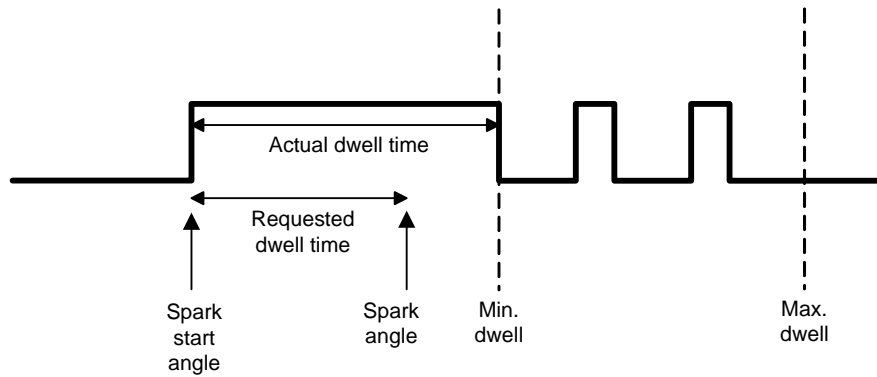 Actual dwell time
Requested
dwell time
Spark
start
angle
Spark
angle
Min.
dwell
Max.
dwell